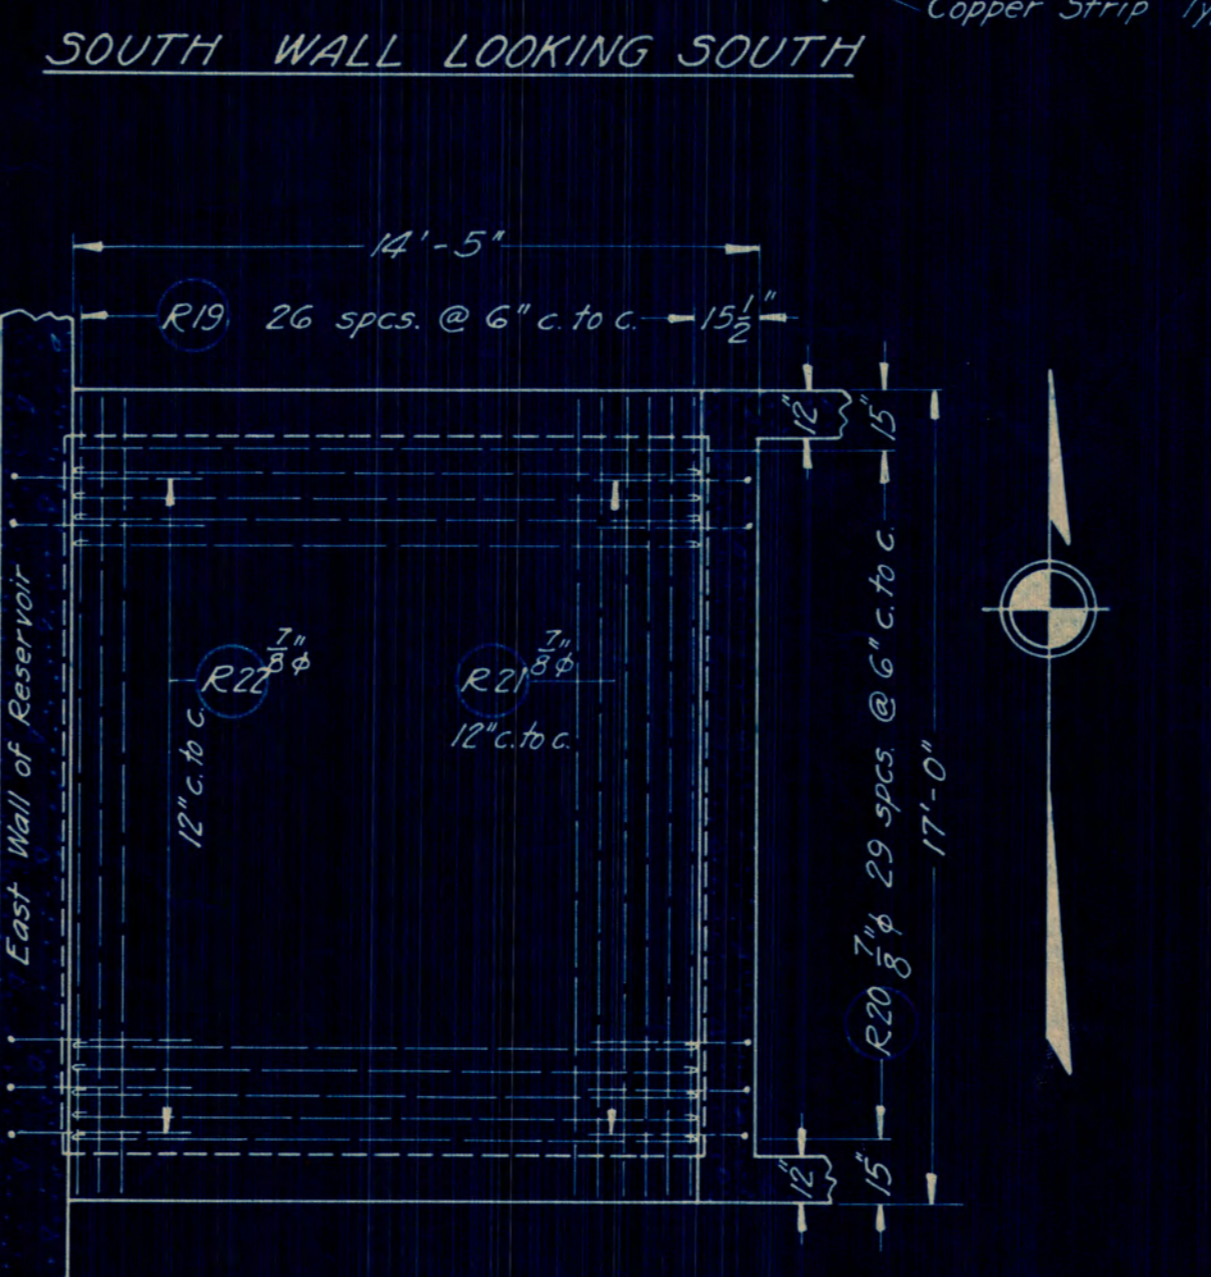 Copper Strip Ty
SOUTH WALL LOOKING SOUTH
14'-5"
R19 26 spcs. @ 6" c. to c. 15½"
12"
15"
East Wall of Reservoir
R22 ⅞"ϕ
12" c. to c.
R21 ⅞"ϕ
12" c. to c.
R20 ⅞"ϕ 29 spcs. @ 6" c. to c.
17'-0"
12"
15"